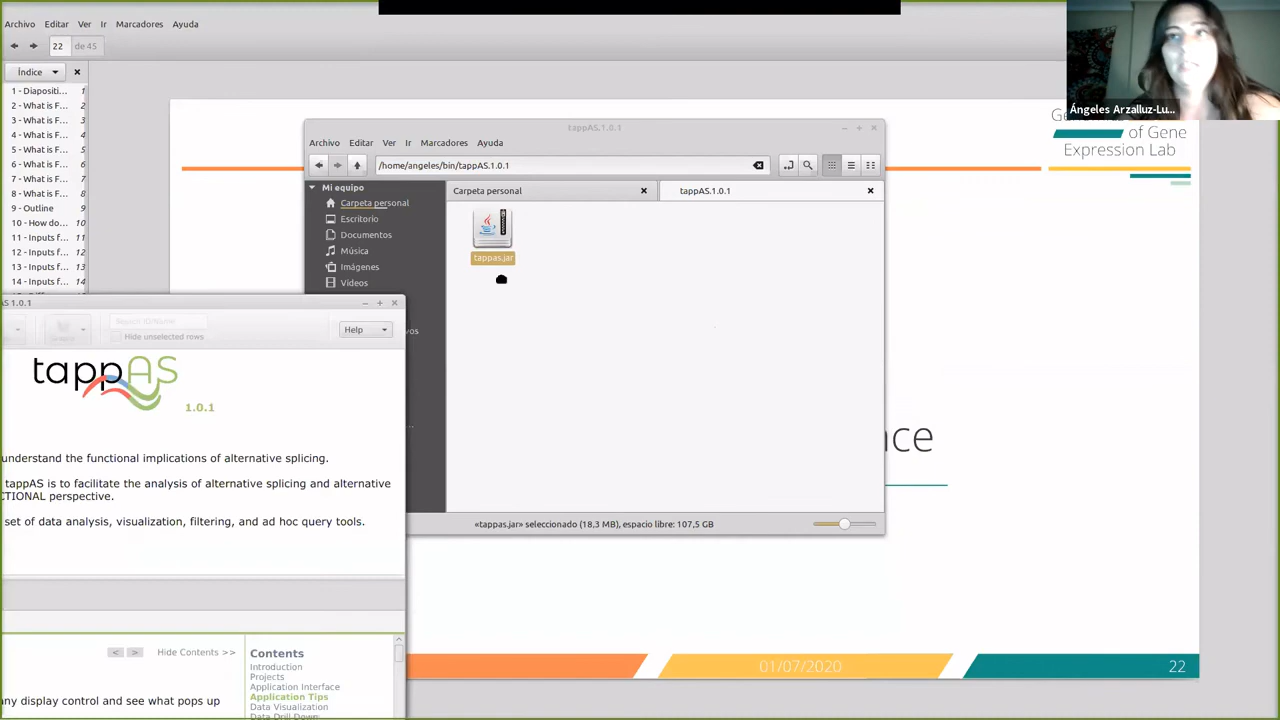 Archivo Editar Ver Ir Marcadores Ayuda
22 de 45
Índice
1 - Diapositi... 1
2 - What is F... 2
3 - What is F... 3
4 - What is F... 4
5 - What is F... 5
6 - What is F... 6
7 - What is F... 7
8 - What is F... 8
9 - Outline 9
10 - How do... 10
11 - Inputs f... 11
12 - Inputs f... 12
13 - Inputs f... 13
14 - Inputs f... 14
Ángeles Arzalluz-Lu...
of Gene
Expression Lab
tappAS.1.0.1
Archivo Editar Ver Ir Marcadores Ayuda
/home/angeles/bin/tappAS.1.0.1
Mi equipo
Carpeta personal
Escritorio
Documentos
Música
Imágenes
Vídeos
Carpeta personal
tappAS.1.0.1
tappas.jar
«tappas.jar» seleccionado (18,3 MB), espacio libre: 107,5 GB
AS 1.0.1
Hide unselected rows
Help
tappAS
1.0.1
understand the functional implications of alternative splicing.
tappAS is to facilitate the analysis of alternative splicing and alternative
CTIONAL perspective.
set of data analysis, visualization, filtering, and ad hoc query tools.
< > Hide Contents >>
any display control and see what pops up
Contents
Introduction
Projects
Application Interface
Application Tips
Data Visualization
Data Drill Down
ce
01/07/2020
22